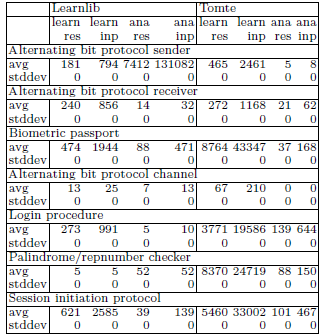 Learnlib Tomte
learn learn ana ana learn learn ana ana
res inp res inp res inp res inp
Alternating bit protocol sender
avg 181 794 7412 131082 465 2461 5 8
stddev 0 0 0 0 0 0 0 0
Alternating bit protocol receiver
avg 240 856 14 32 272 1168 21 62
stddev 0 0 0 0 0 0 0 0
Biometric passport
avg 474 1944 88 471 8764 43347 37 168
stddev 0 0 0 0 0 0 0 0
Alternating bit protocol channel
avg 13 25 7 13 67 210 0 0
stddev 0 0 0 0 0 0 0 0
Login procedure
avg 273 991 5 10 3771 19586 139 644
stddev 0 0 0 0 0 0 0 0
Palindrome/repnumber checker
avg 5 5 52 52 8370 24719 88 150
stddev 0 0 0 0 0 0 0 0
Session initiation protocol
avg 621 2585 39 139 5460 33002 101 467
stddev 0 0 0 0 0 0 0 0